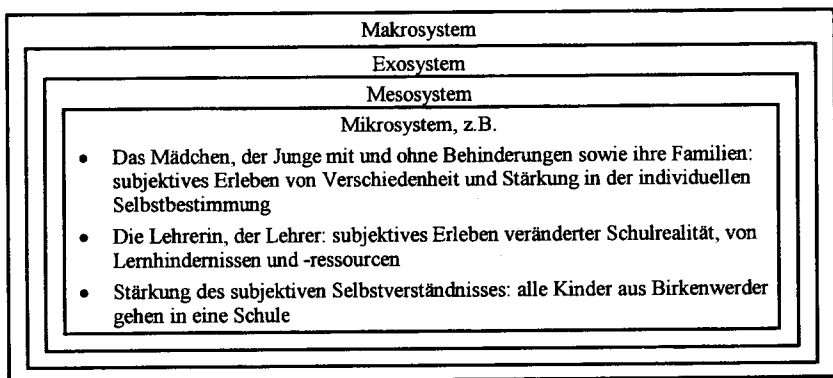 Makrosystem
Exosystem
Mesosystem
Mikrosystem, z.B.
• Das Mädchen, der Junge mit und ohne Behinderungen sowie ihre Familien:
subjektives Erleben von Verschiedenheit und Stärkung in der individuellen
Selbstbestimmung
• Die Lehrerin, der Lehrer: subjektives Erleben veränderter Schulrealität, von
Lernhindernissen und -ressourcen
• Stärkung des subjektiven Selbstverständnisses: alle Kinder aus Birkenwerder
gehen in eine Schule